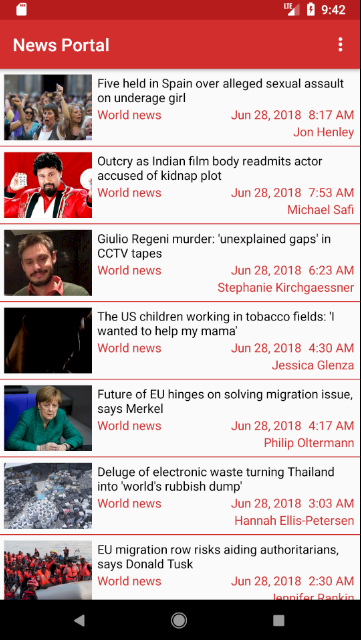 LTE 9:42
News Portal
Five held in Spain over alleged sexual assault
on underage girl
World news Jun 28, 2018 8:17 AM
Jon Henley
Outcry as Indian film body readmits actor
accused of kidnap plot
World news Jun 28, 2018 7:53 AM
Michael Safi
Giulio Regeni murder: 'unexplained gaps' in
CCTV tapes
World news Jun 28, 2018 6:23 AM
Stephanie Kirchgaessner
The US children working in tobacco fields: 'I
wanted to help my mama'
World news Jun 28, 2018 4:30 AM
Jessica Glenza
Future of EU hinges on solving migration issue,
says Merkel
World news Jun 28, 2018 4:17 AM
Philip Oltermann
Deluge of electronic waste turning Thailand
into 'world's rubbish dump'
World news Jun 28, 2018 3:03 AM
Hannah Ellis-Petersen
EU migration row risks aiding authoritarians,
says Donald Tusk
World news Jun 28, 2018 2:30 AM
Jennifer Rankin